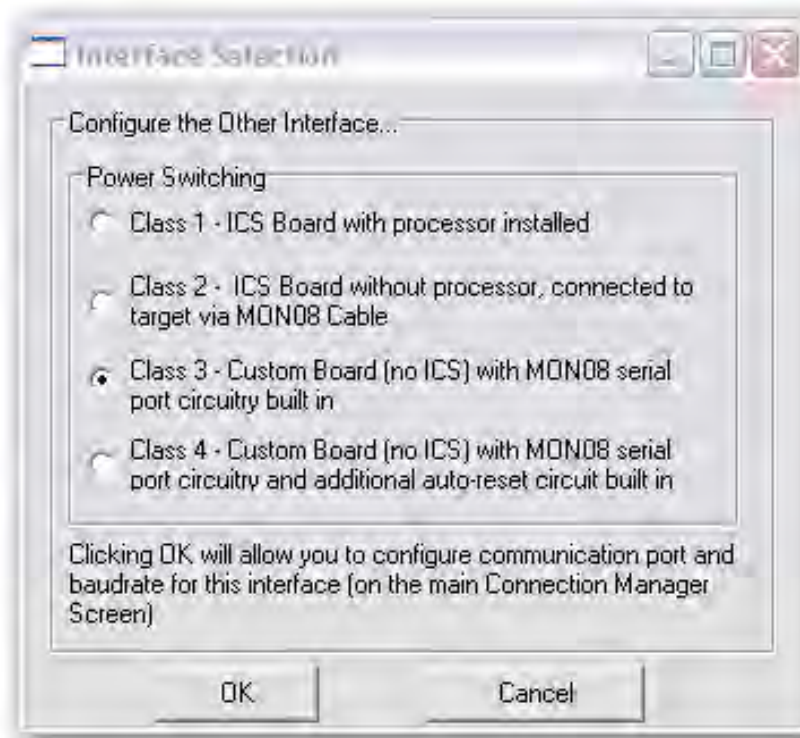 Interface Selection
Configure the Other Interface...
Power Switching
Class 1 - ICS Board with processor installed
Class 2 - ICS Board without processor, connected to
target via MON08 Cable
Class 3 - Custom Board (no ICS) with MON08 serial
port circuitry built in
Class 4 - Custom Board (no ICS) with MON08 serial
port circuitry and additional auto-reset circuit built in
Clicking OK will allow you to configure communication port and
baudrate for this interface (on the main Connection Manager
Screen)
OK
Cancel